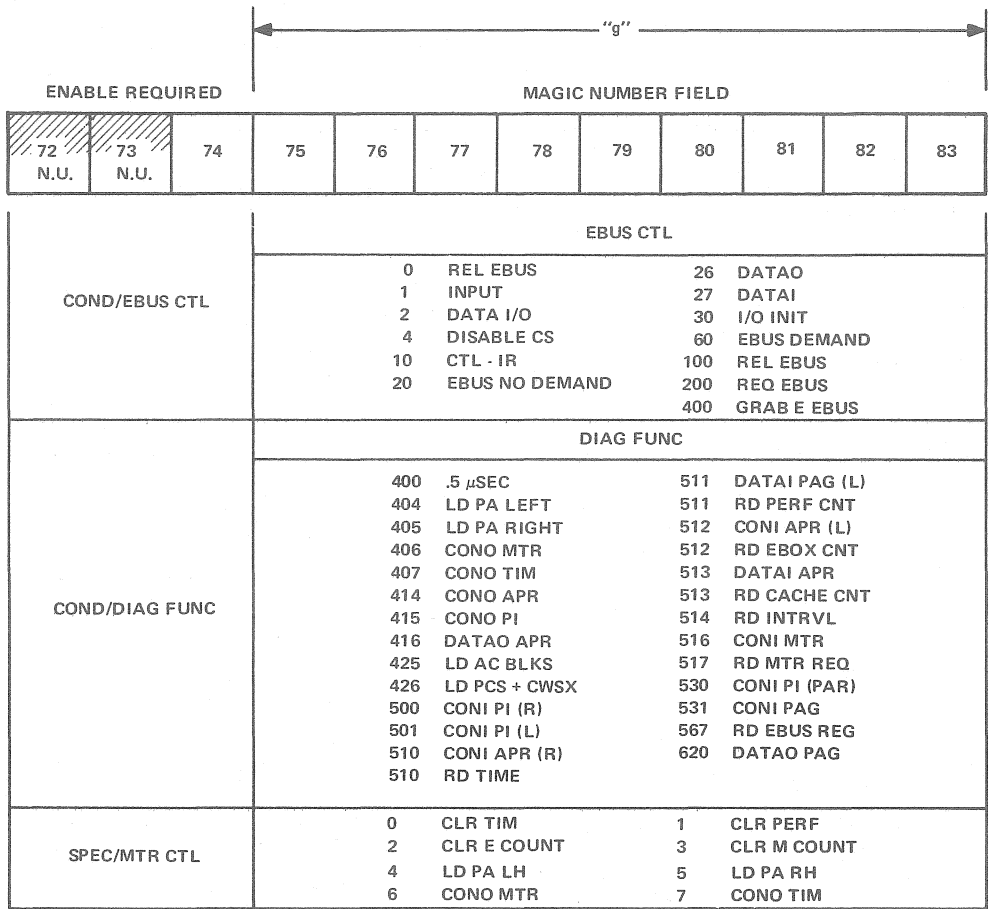 "g"
ENABLE REQUIRED MAGIC NUMBER FIELD
72 73 74 75 76 77 78 79 80 81 82 83
N.U. N.U.
EBUS CTL
COND/EBUS CTL
0 REL EBUS 26 DATAO
1 INPUT 27 DATAI
2 DATA I/O 30 I/O INIT
4 DISABLE CS 60 EBUS DEMAND
10 CTL - IR 100 REL EBUS
20 EBUS NO DEMAND 200 REQ EBUS
400 GRAB E EBUS
DIAG FUNC
COND/DIAG FUNC
400 .5 μSEC 511 DATAI PAG (L)
404 LD PA LEFT 511 RD PERF CNT
405 LD PA RIGHT 512 CONI APR (L)
406 CONO MTR 512 RD EBOX CNT
407 CONO TIM 513 DATAI APR
414 CONO APR 513 RD CACHE CNT
415 CONO PI 514 RD INTRVL
416 DATAO APR 516 CONI MTR
425 LD AC BLKS 517 RD MTR REQ
426 LD PCS + CWSX 530 CONI PI (PAR)
500 CONI PI (R) 531 CONI PAG
501 CONI PI (L) 567 RD EBUS REG
510 CONI APR (R) 620 DATAO PAG
510 RD TIME
SPEC/MTR CTL
0 CLR TIM 1 CLR PERF
2 CLR E COUNT 3 CLR M COUNT
4 LD PA LH 5 LD PA RH
6 CONO MTR 7 CONO TIM